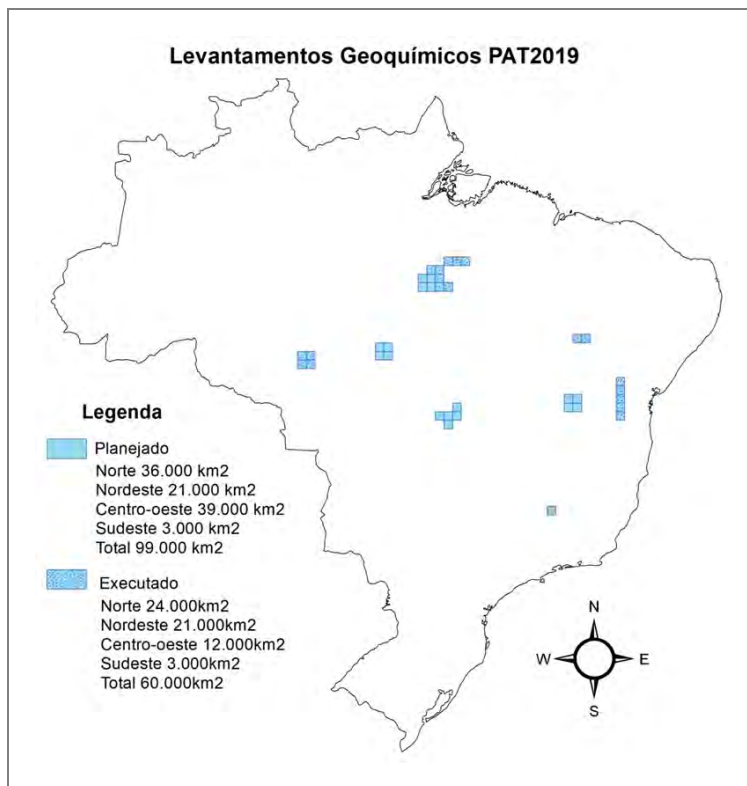 Levantamentos Geoquímicos PAT2019
Legenda
Planejado
Norte 36.000 km2
Nordeste 21.000 km2
Centro-oeste 39.000 km2
Sudeste 3.000 km2
Total 99.000 km2
Executado
Norte 24.000km2
Nordeste 21.000km2
Centro-oeste 12.000km2
Sudeste 3.000km2
Total 60.000km2
N
W E
S